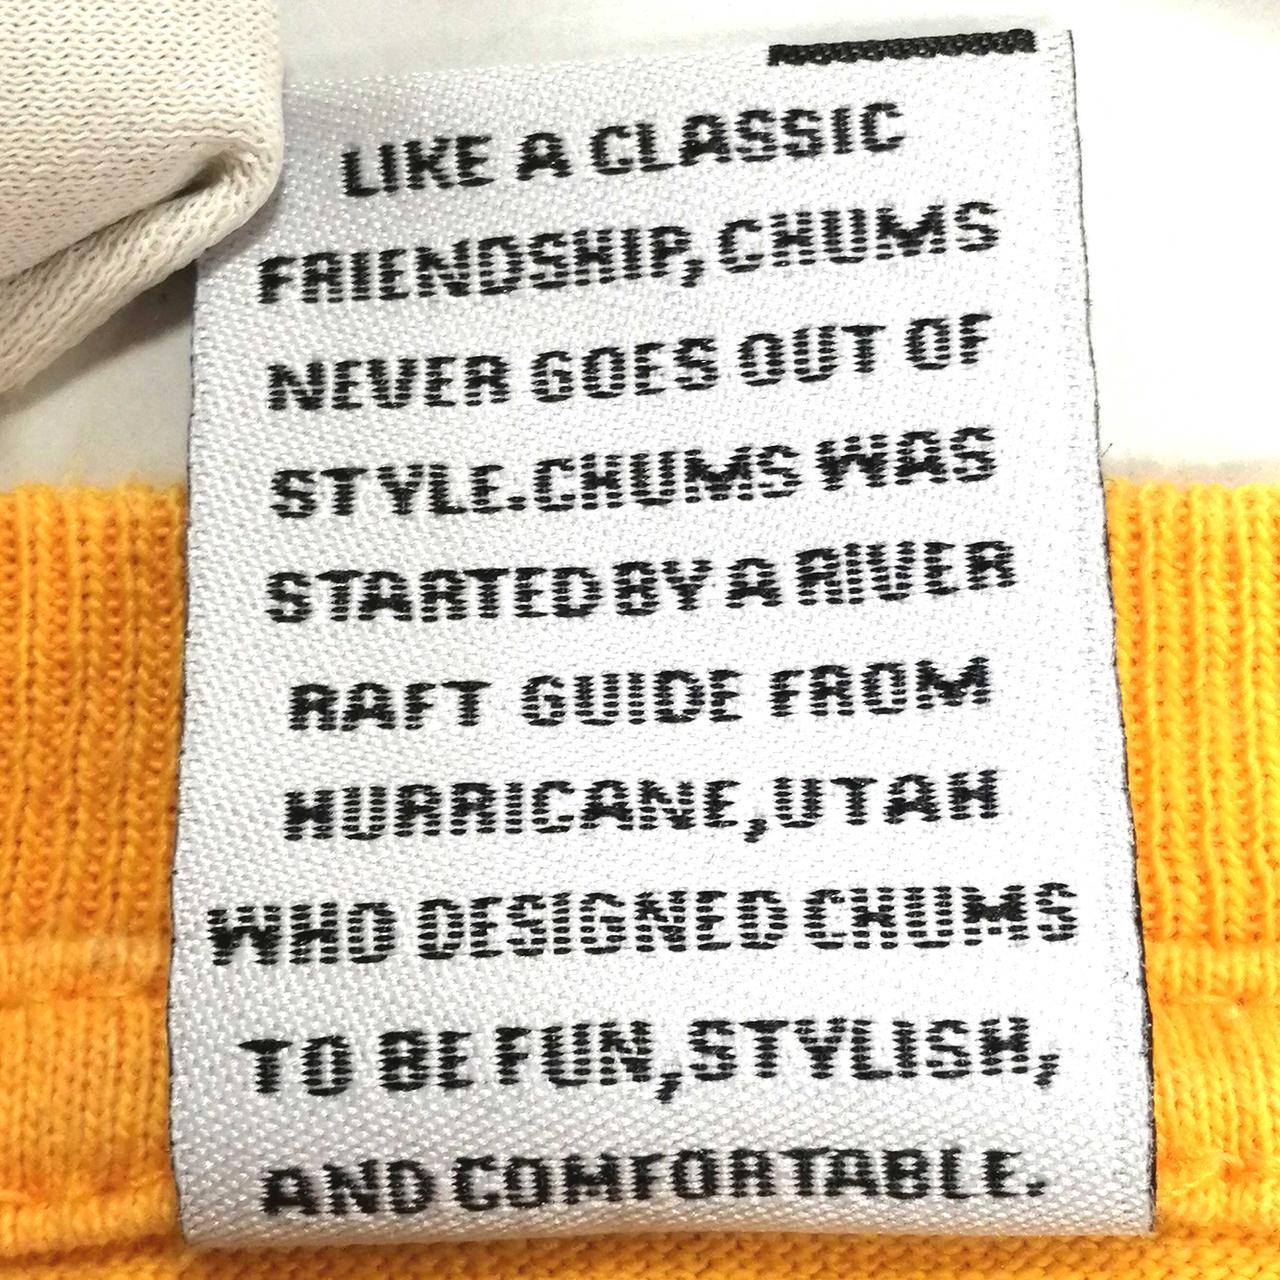 LIKE A CLASSIC
FRIENDSHIP, CHUMS
NEVER GOES OUT OF
STYLE.CHUMS WAS
STARTED BY A RIVER
RAFT GUIDE FROM
HURRICANE,UTAH
WHO DESIGNED CHUMS
TO BE FUN,STYLISH,
AND COMFORTABLE.